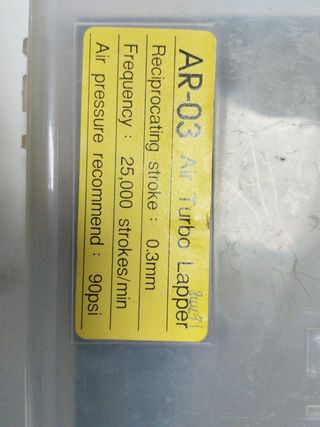 AR-03 Air Turbo Lapper
Reciprocating stroke : 0.3mm
Frequency : 25,000 strokes/min
Air pressure recommend : 90psi